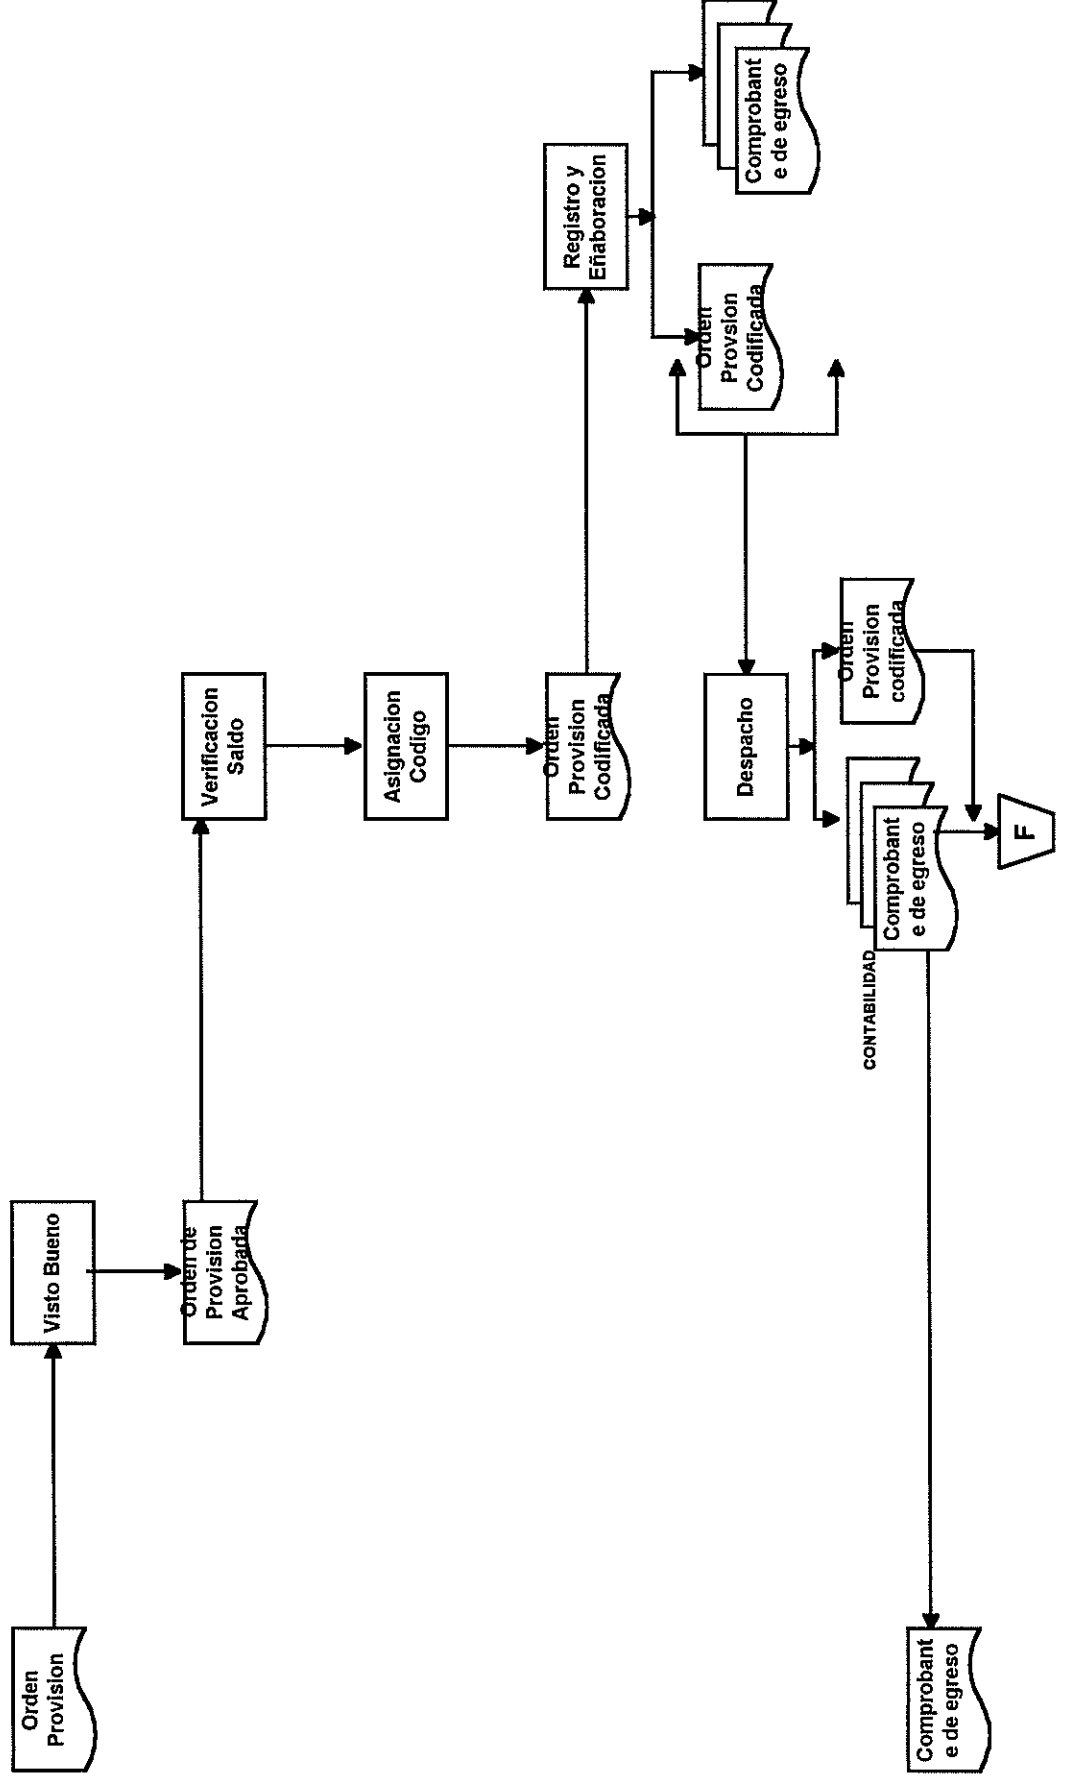 Orden
Provision
Visto Bueno
Orden de
Provision
Aprobada
Verificacion
Saldo
Asignacion
Codigo
Orden
Provision
Codificada
Registro y
Eñaboracion
Orden
Provsion
Codificada
Comprobant
e de egreso
Despacho
Orden
Provision
codificada
Comprobant
e de egreso
CONTABILIDAD
F
Comprobant
e de egreso